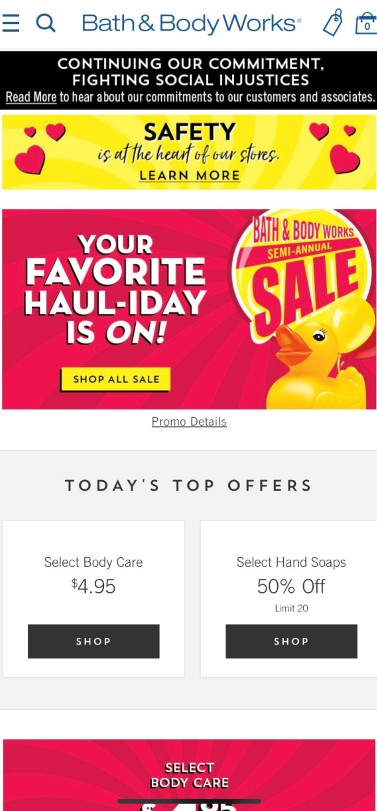 Bath & Body Works®
0
CONTINUING OUR COMMITMENT,
FIGHTING SOCIAL INJUSTICES
Read More to hear about our commitments to our customers and associates.
SAFETY
is at the heart of our stores.
LEARN MORE
YOUR
FAVORITE
HAUL-IDAY
IS ON!
SHOP ALL SALE
BATH & BODY WORKS
SEMI-ANNUAL
SALE
Promo Details
TODAY'S TOP OFFERS
Select Body Care
$4.95
SHOP
Select Hand Soaps
50% Off
Limit 20
SHOP
SELECT
BODY CARE